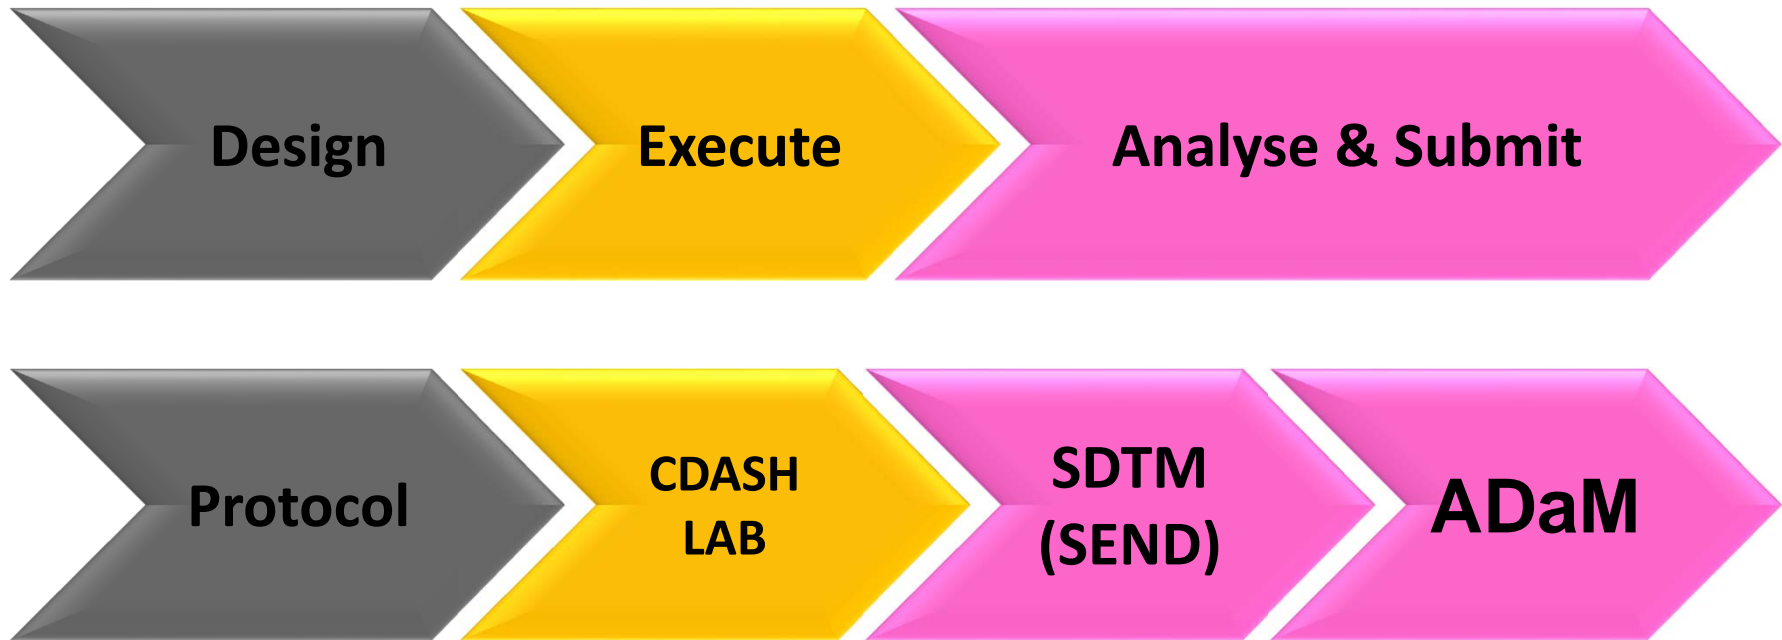 Design
Execute
Analyse & Submit
Protocol
CDASH
LAB
SDTM
(SEND)
ADaM